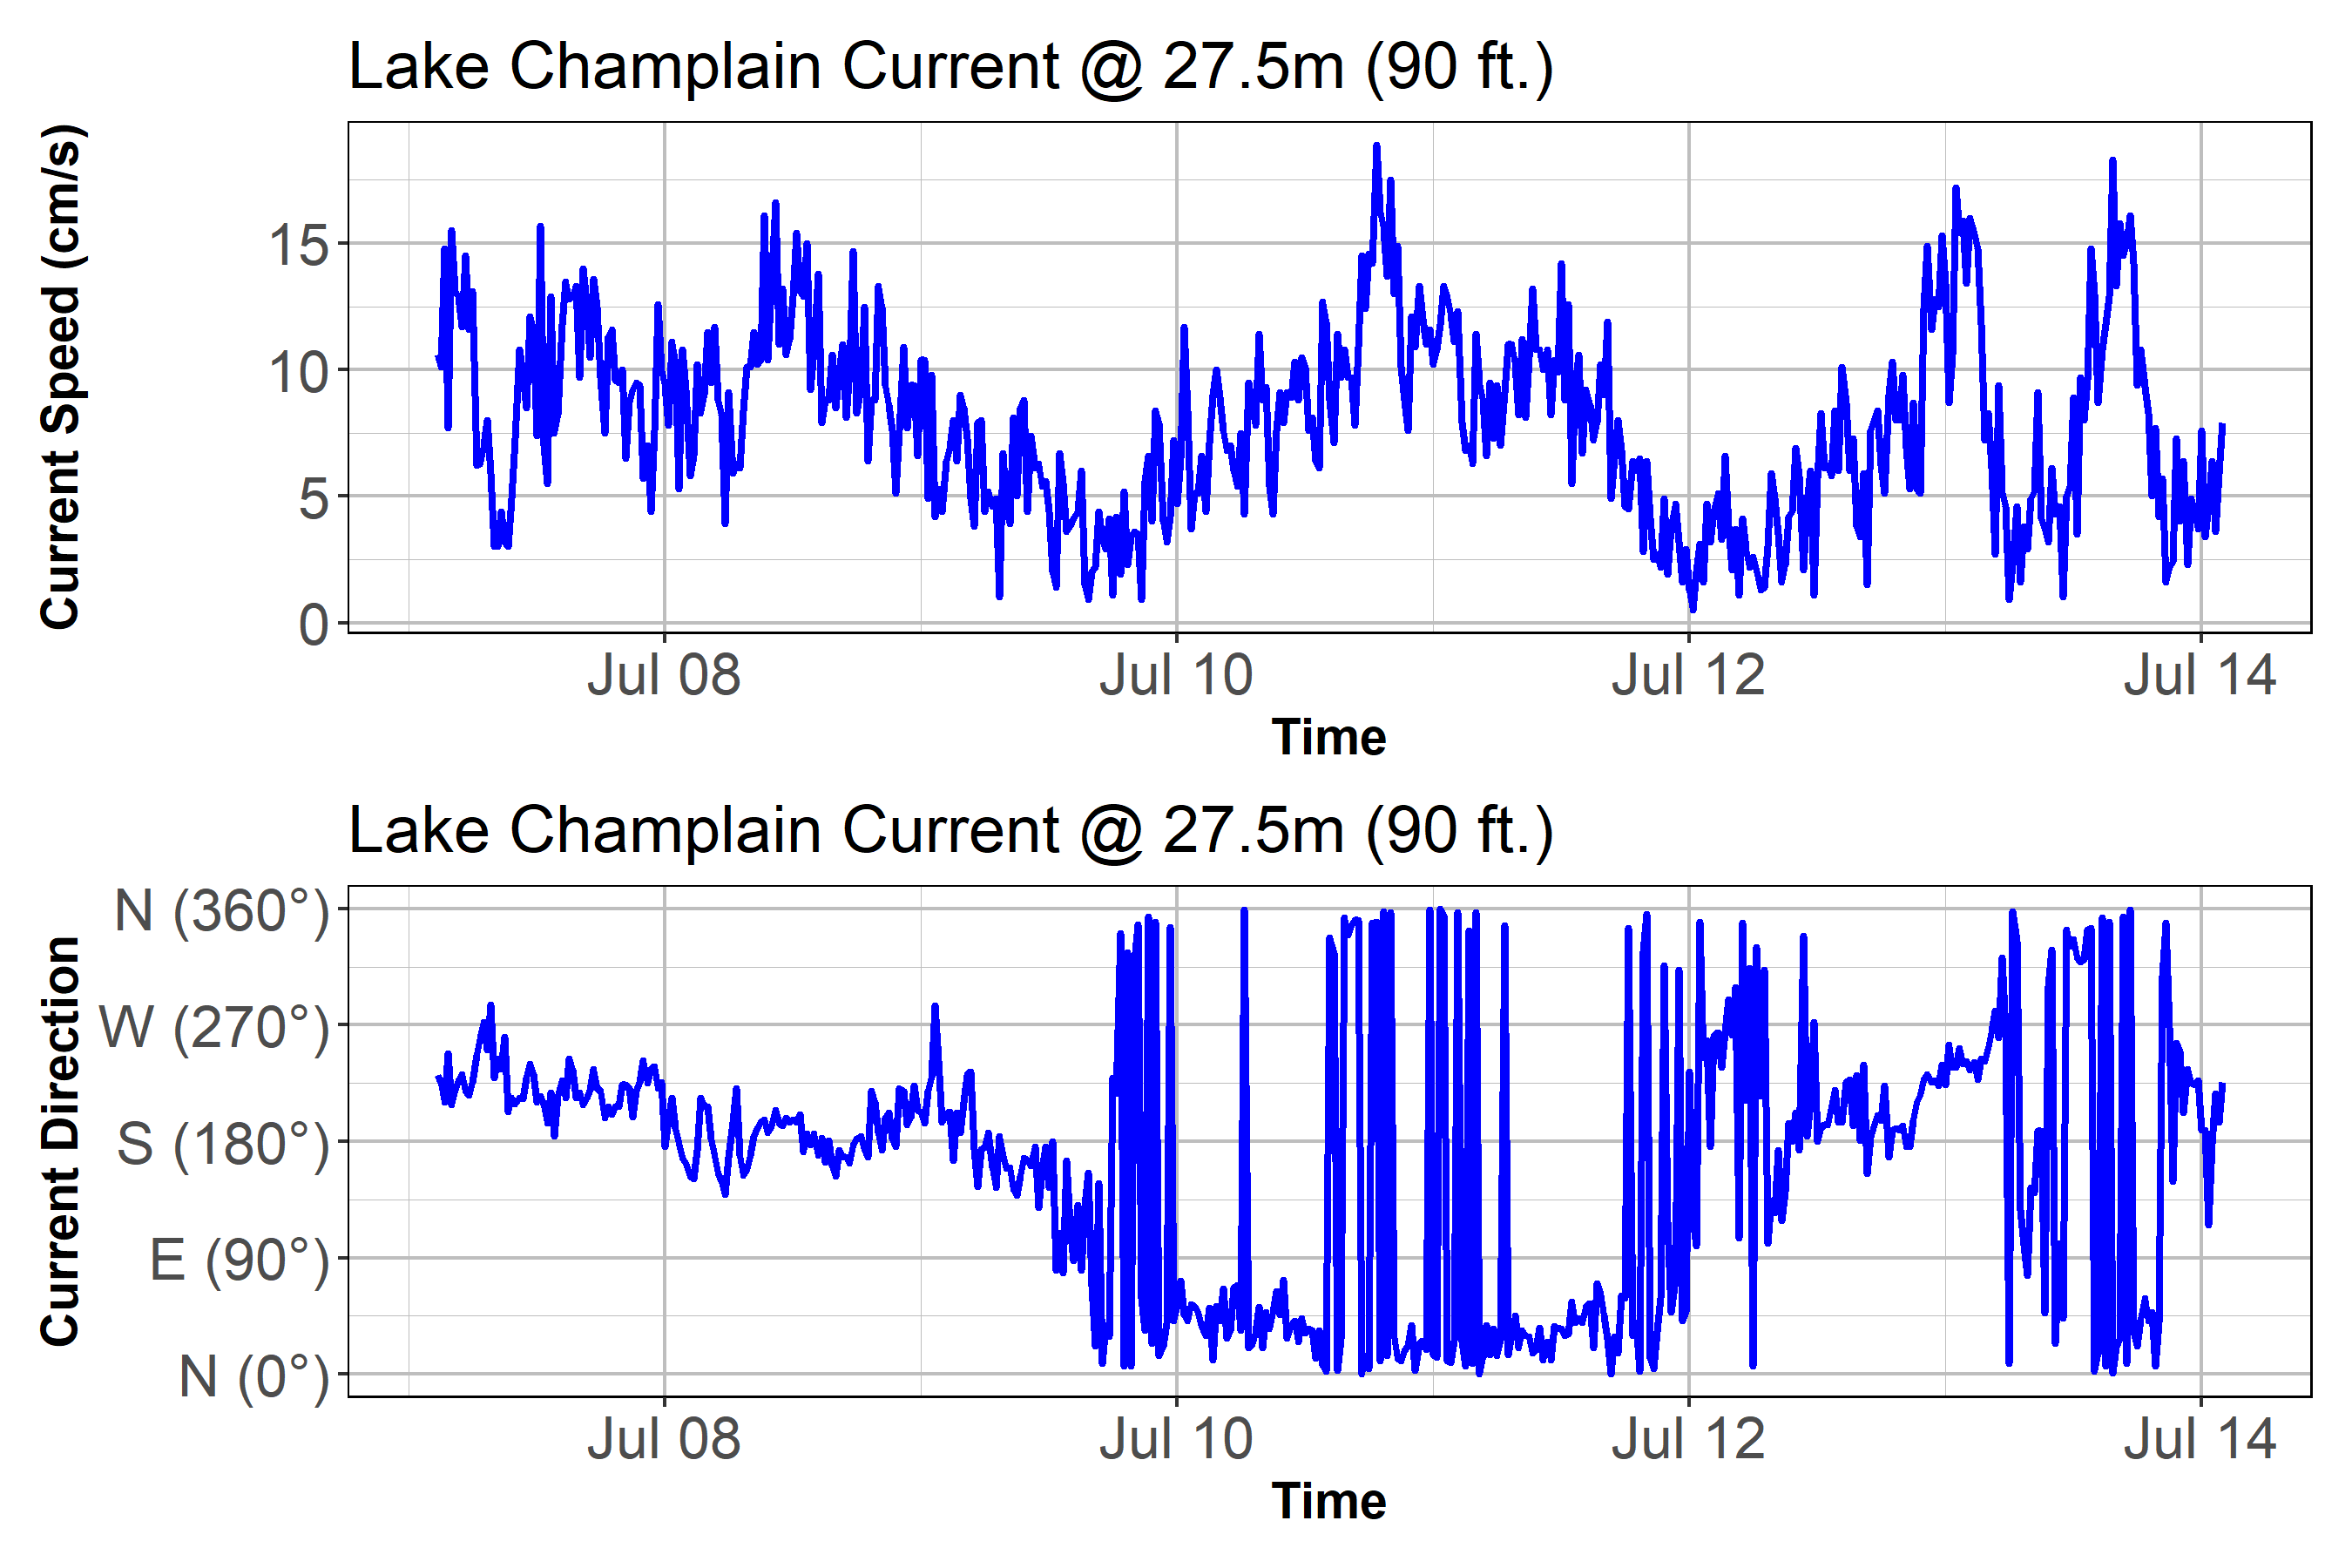 Lake Champlain Current @ 27.5m (90 ft.)
Current Speed (cm/s)
15
10
5
0
Jul 08 Jul 10 Jul 12 Jul 14
Time
Lake Champlain Current @ 27.5m (90 ft.)
Current Direction
N (360°)
W (270°)
S (180°)
E (90°)
N (0°)
Jul 08 Jul 10 Jul 12 Jul 14
Time